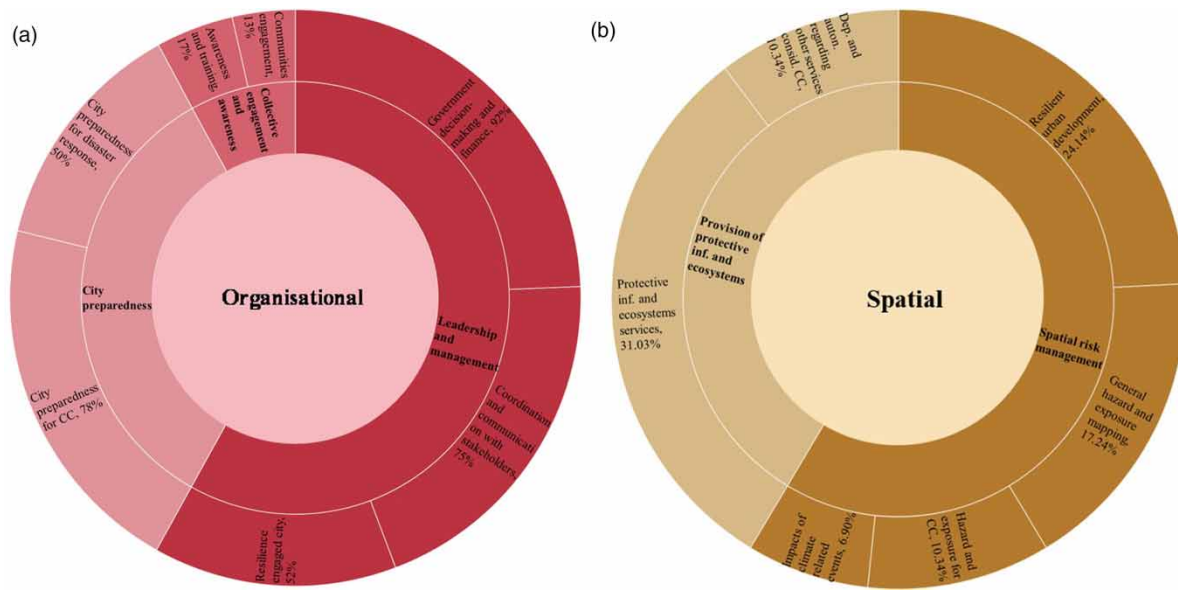 (a)
Communities
engagement,
13%
Awareness
and training,
17%
Collective
engagement
and
awareness
Government
decision-
making and
finance, 92%
City
preparedness
for disaster
response,
50%
City
preparedness
Organisational
Leadership
and
management
City
preparedness
for CC, 78%
Coordination
and
communicati
on with
stakeholders,
75%
Resilience
engaged city,
52%
(b)
Dep. and
auton.
regarding
other services
consid. CC,
10.34%
Resilient
urban
development,
24.14%
Provision of
protective
inf. and
ecosystems
Protective
inf. and
ecosystems
services,
31.03%
Spatial
Spatial risk
management
General
hazard and
exposure
mapping,
17.24%
Impacts of
climate
related
events, 6.90%
Hazard and
exposure for
CC, 10.34%